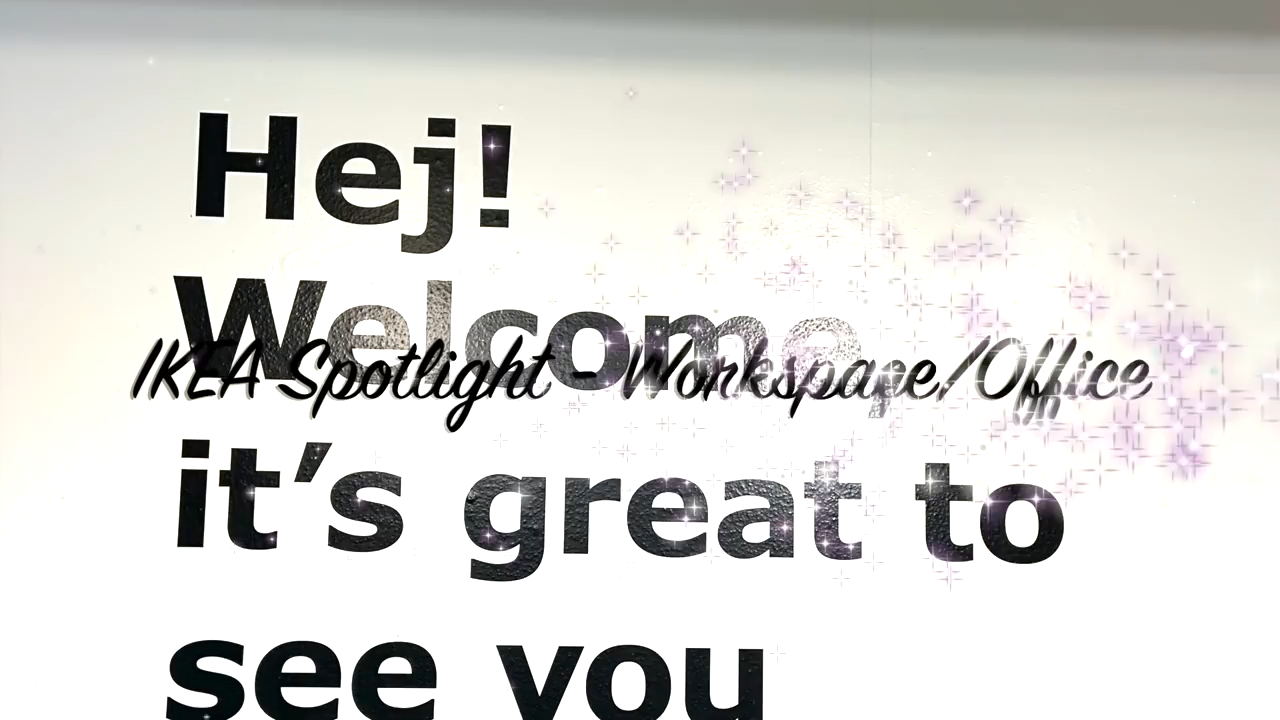 Hej!
Welcome
IKEA Spotlight - Workspace/Office
it's great to
see you